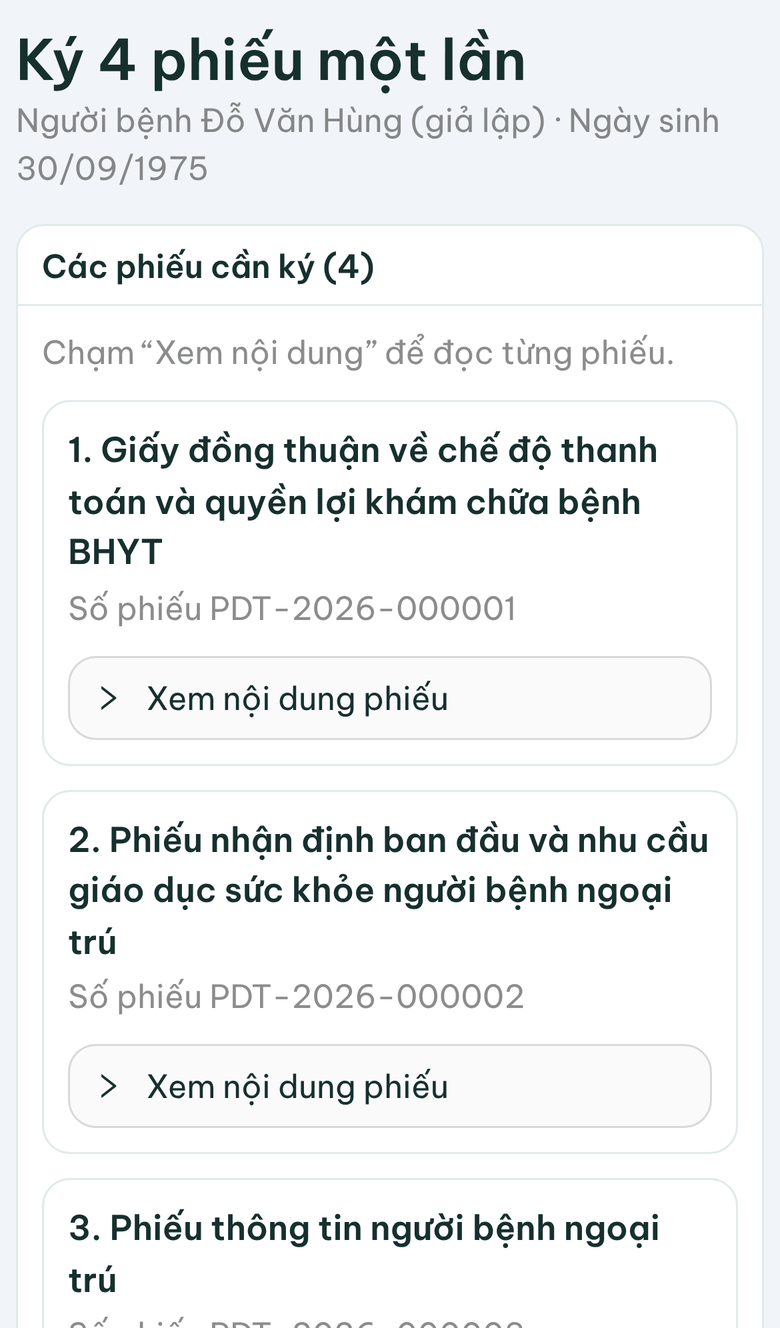 Ký 4 phiếu một lần
Người bệnh Đỗ Văn Hùng (giả lập) · Ngày sinh
30/09/1975
Các phiếu cần ký (4)
Chạm “Xem nội dung” để đọc từng phiếu.
1. Giấy đồng thuận về chế độ thanh
toán và quyền lợi khám chữa bệnh
BHYT
Số phiếu PDT-2026-000001
Xem nội dung phiếu
2. Phiếu nhận định ban đầu và nhu cầu
giáo dục sức khỏe người bệnh ngoại
trú
Số phiếu PDT-2026-000002
Xem nội dung phiếu
3. Phiếu thông tin người bệnh ngoại
trú